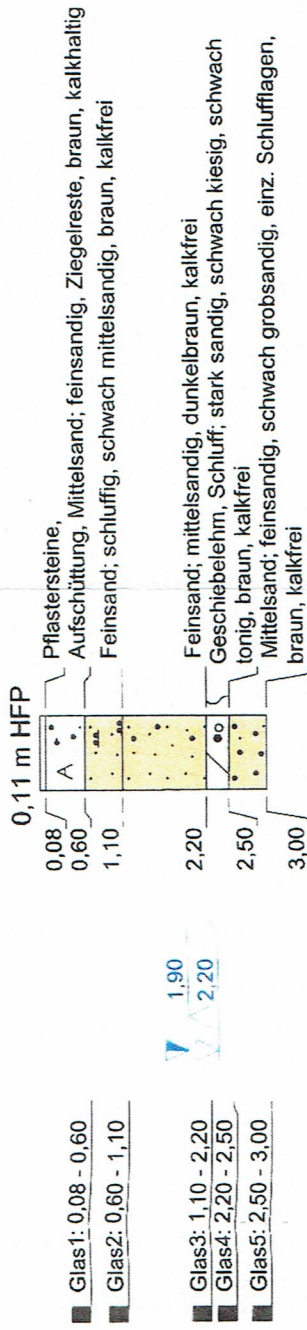 0,11 m HFP
Glas1: 0,08 - 0,60
Glas2: 0,60 - 1,10
Glas3: 1,10 - 2,20
Glas4: 2,20 - 2,50
Glas5: 2,50 - 3,00
1,90
2,20
0,08
0,60
1,10
2,20
2,50
3,00
A
Pflastersteine,
Aufschüttung, Mittelsand; feinsandig, Ziegelreste, braun, kalkhaltig
Feinsand; schluffig, schwach mittelsandig, braun, kalkfrei
Feinsand; mittelsandig, dunkelbraun, kalkfrei
Geschiebelehm, Schluff; stark sandig, schwach kiesig, schwach
tonig, braun, kalkfrei
Mittelsand; feinsandig, schwach grobsandig, einz. Schlufflagen,
braun, kalkfrei